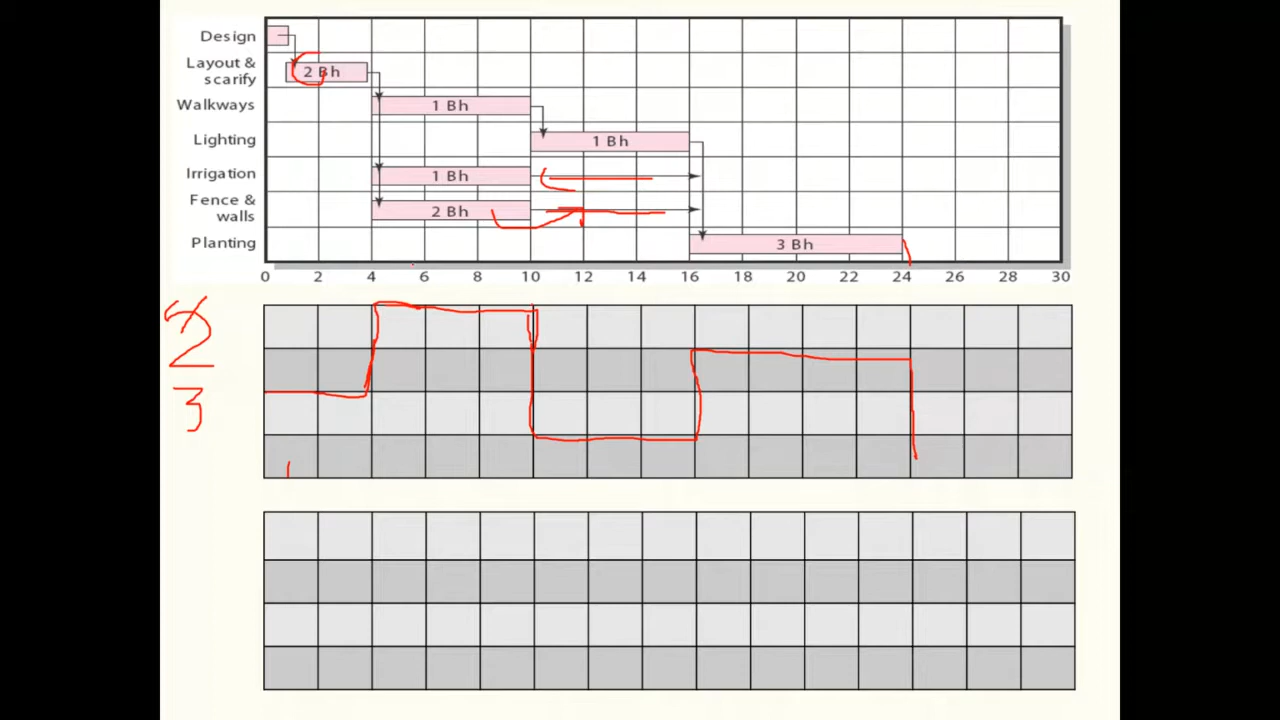 Design
Layout &
scarify
2 Bh
Walkways
1 Bh
Lighting
1 Bh
Irrigation
1 Bh
Fence &
walls
2 Bh
Planting
3 Bh
0 2 4 6 8 10 12 14 16 18 20 22 24 26 28 30
2
3